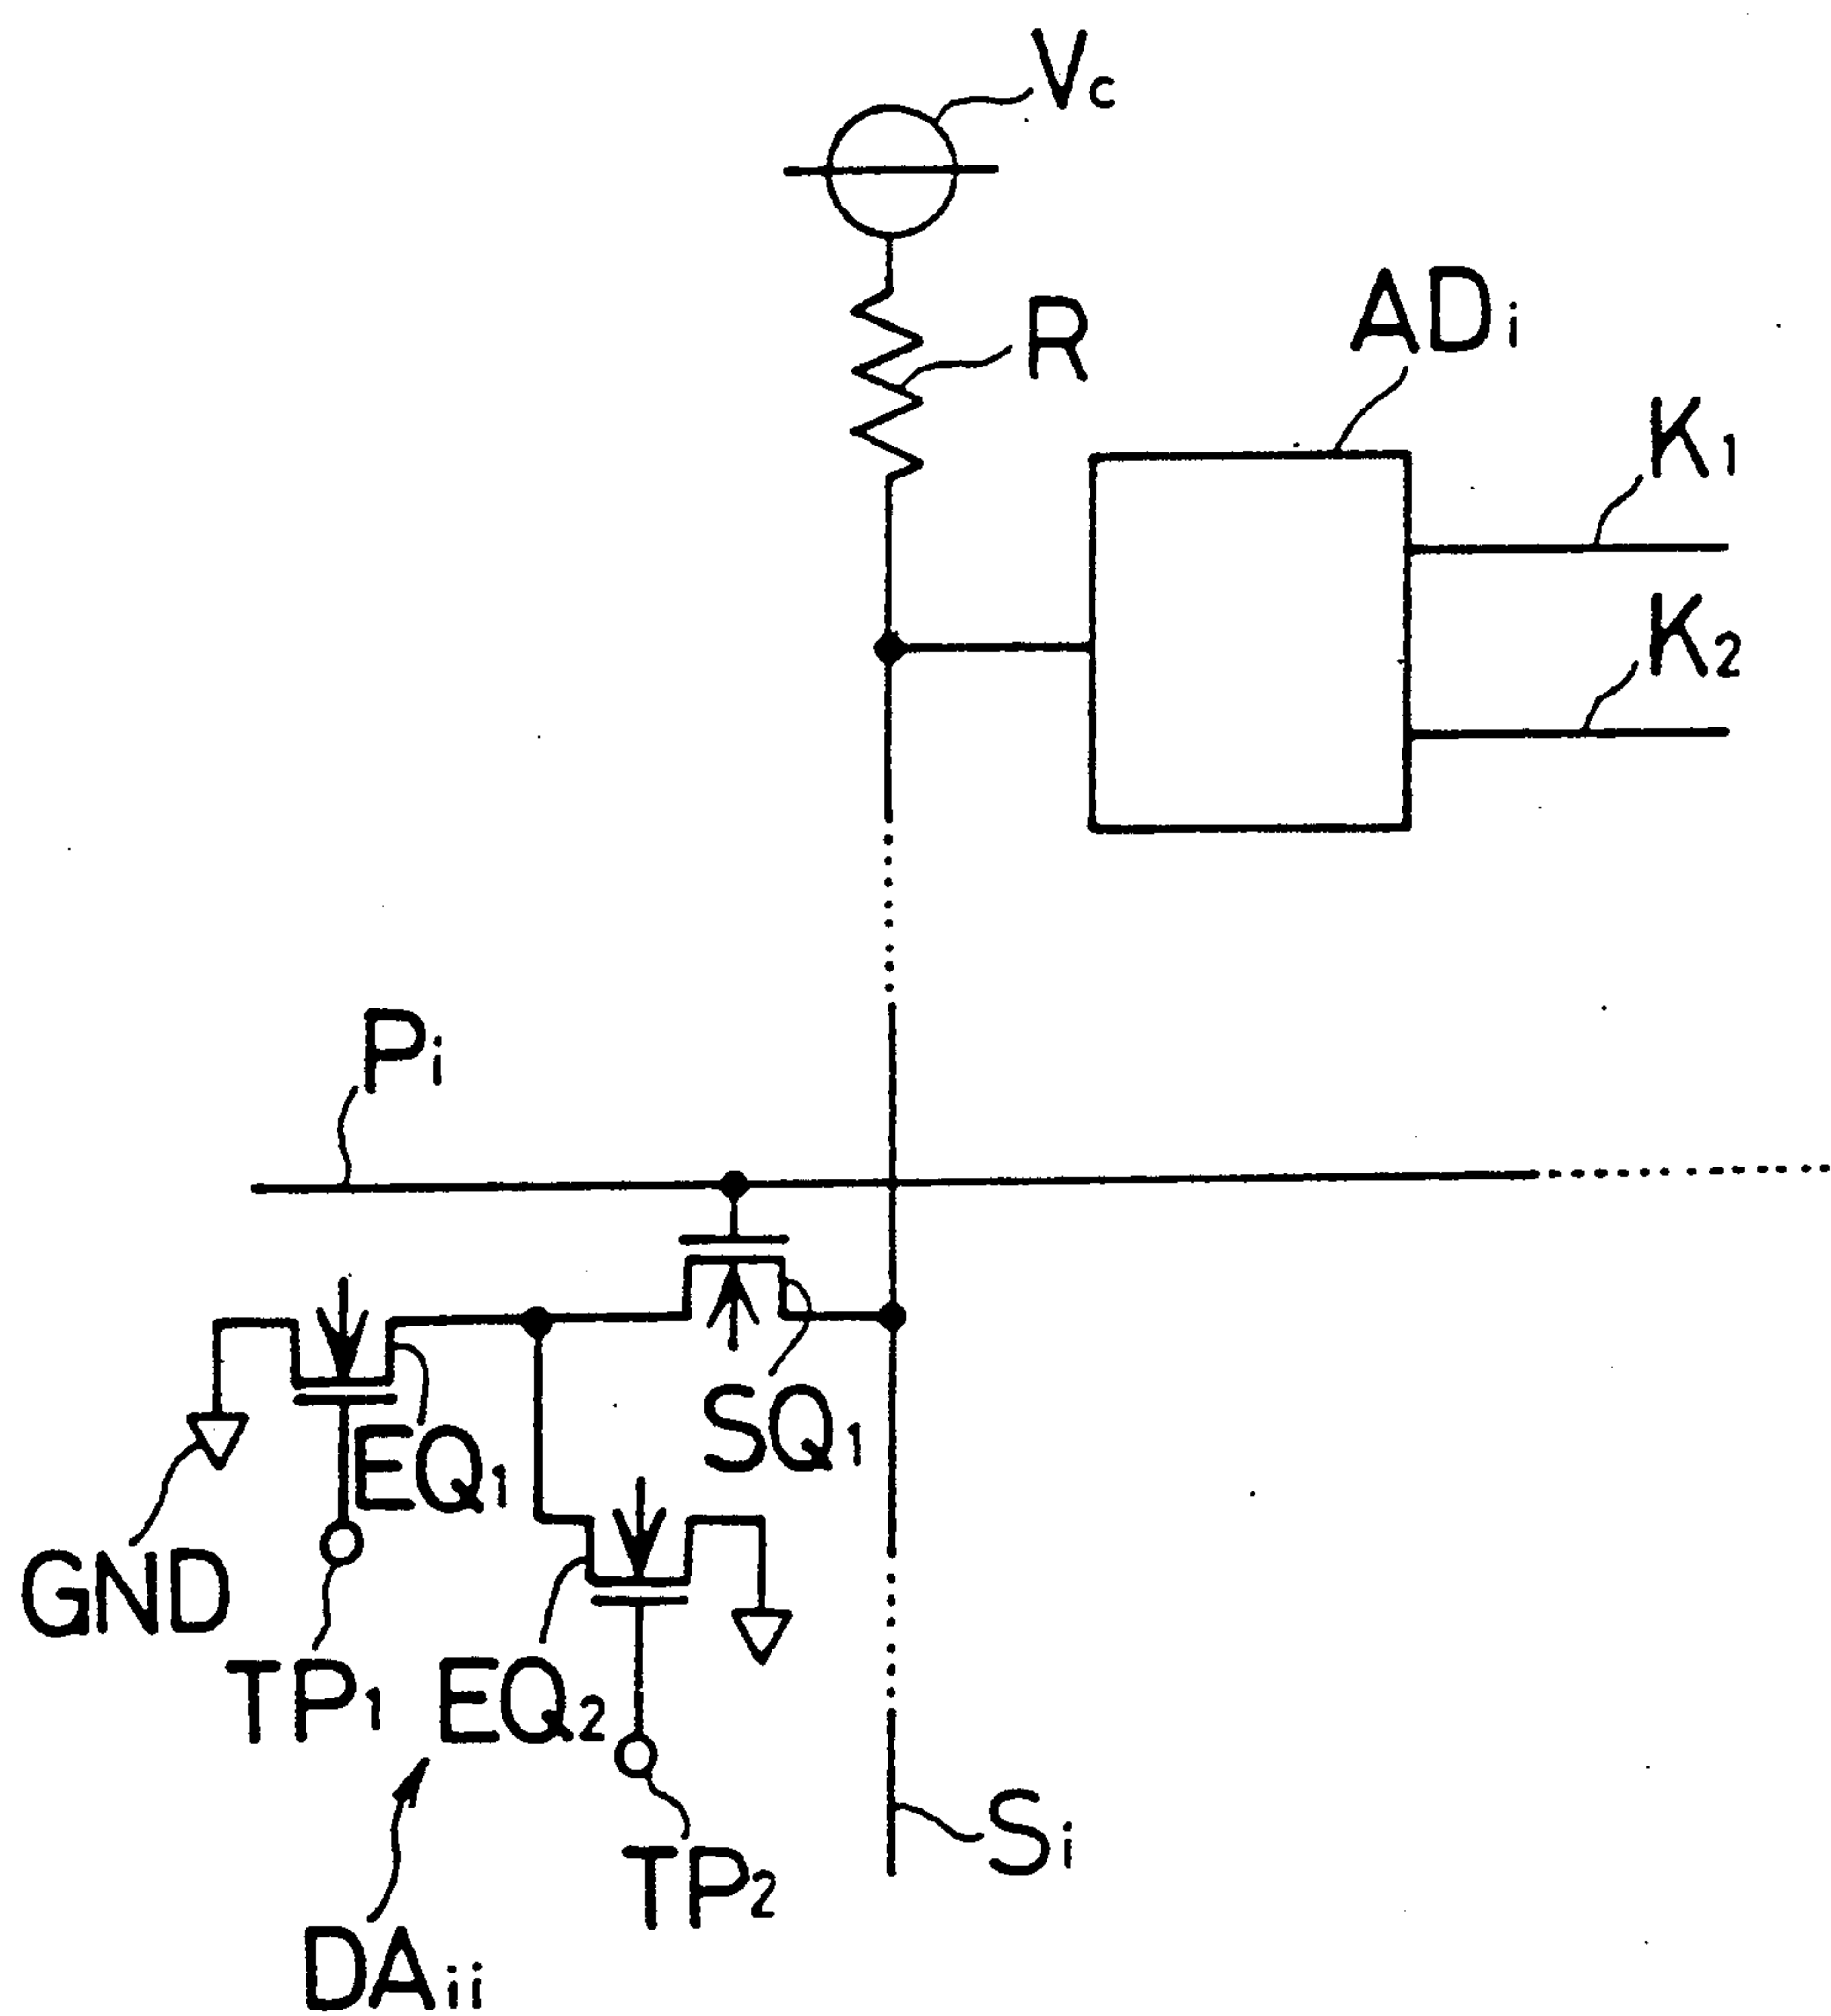 Vc
R
ADi
K1
K2
Pi
SQ1
EQ1
GND
TP1
EQ2
Si
TP2
DAii